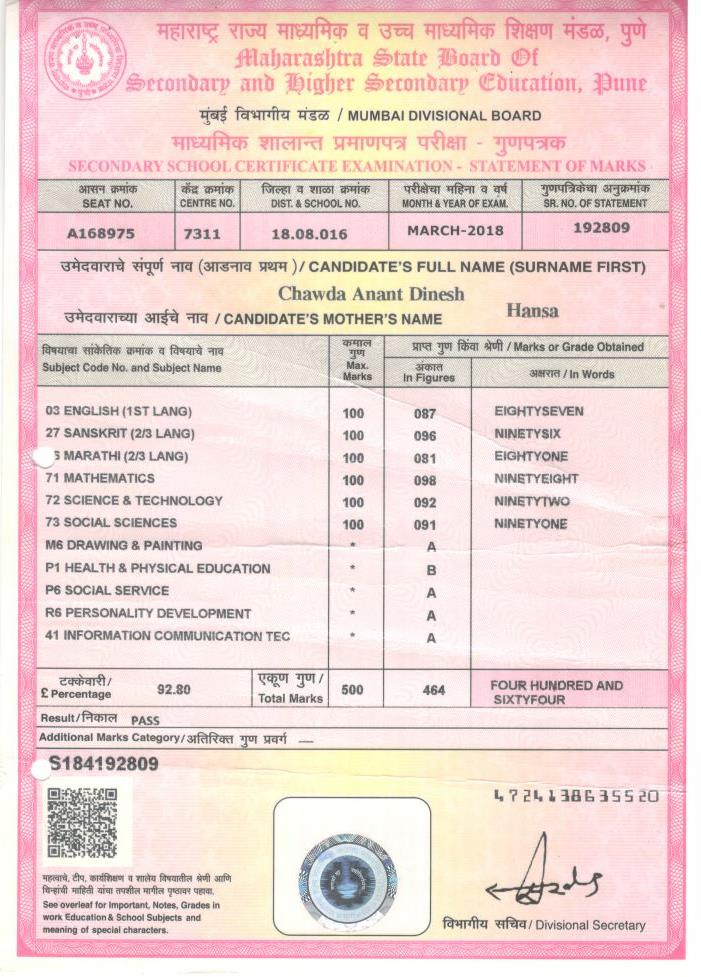 महाराष्ट्र राज्य माध्यमिक व उच्च माध्यमिक शिक्षण मंडळ, पुणे
Maharashtra State Board Of
Secondary and Higher Secondary Education, Pune
मुंबई विभागीय मंडळ / MUMBAI DIVISIONAL BOARD
माध्यमिक शालान्त प्रमाणपत्र परीक्षा - गुणपत्रक
SECONDARY SCHOOL CERTIFICATE EXAMINATION - STATEMENT OF MARKS
आसन क्रमांक केंद्र क्रमांक जिल्हा व शाळा क्रमांक परीक्षेचा महिना व वर्ष गुणपत्रिकेचा अनुक्रमांक
SEAT NO. CENTRE NO. DIST. & SCHOOL NO. MONTH & YEAR OF EXAM. SR. NO. OF STATEMENT
A168975 7311 18.08.016 MARCH-2018 192809
उमेदवाराचे संपूर्ण नाव (आडनाव प्रथम) / CANDIDATE'S FULL NAME (SURNAME FIRST)
Chawda Anant Dinesh
उमेदवाराच्या आईचे नाव / CANDIDATE'S MOTHER'S NAME Hansa
विषयाचा सांकेतिक क्रमांक व विषयाचे नाव
Subject Code No. and Subject Name
कमाल
गुण
Max.
Marks
प्राप्त गुण किंवा श्रेणी / Marks or Grade Obtained
अंकात
In Figures
अक्षरात / In Words
03 ENGLISH (1ST LANG) 100 087 EIGHTYSEVEN
27 SANSKRIT (2/3 LANG) 100 096 NINETYSIX
6 MARATHI (2/3 LANG) 100 081 EIGHTYONE
71 MATHEMATICS 100 098 NINETYEIGHT
72 SCIENCE & TECHNOLOGY 100 092 NINETYTWO
73 SOCIAL SCIENCES 100 091 NINETYONE
M6 DRAWING & PAINTING * A
P1 HEALTH & PHYSICAL EDUCATION * B
P6 SOCIAL SERVICE * A
R6 PERSONALITY DEVELOPMENT * A
41 INFORMATION COMMUNICATION TEC * A
टक्केवारी /
£ Percentage 92.80
एकूण गुण /
Total Marks 500 464 FOUR HUNDRED AND
SIXTYFOUR
Result/निकाल PASS
Additional Marks Category/अतिरिक्त गुण प्रवर्ग —
S184192809
4724138635520
महत्वाचे, टीप, कार्यशिक्षण व शालेय विषयातील श्रेणी आणि
चिन्हांची माहिती यांचा तपशील मागील पृष्ठावर पहावा.
See overleaf for Important, Notes, Grades in
work Education & School Subjects and
meaning of special characters.
विभागीय सचिव / Divisional Secretary